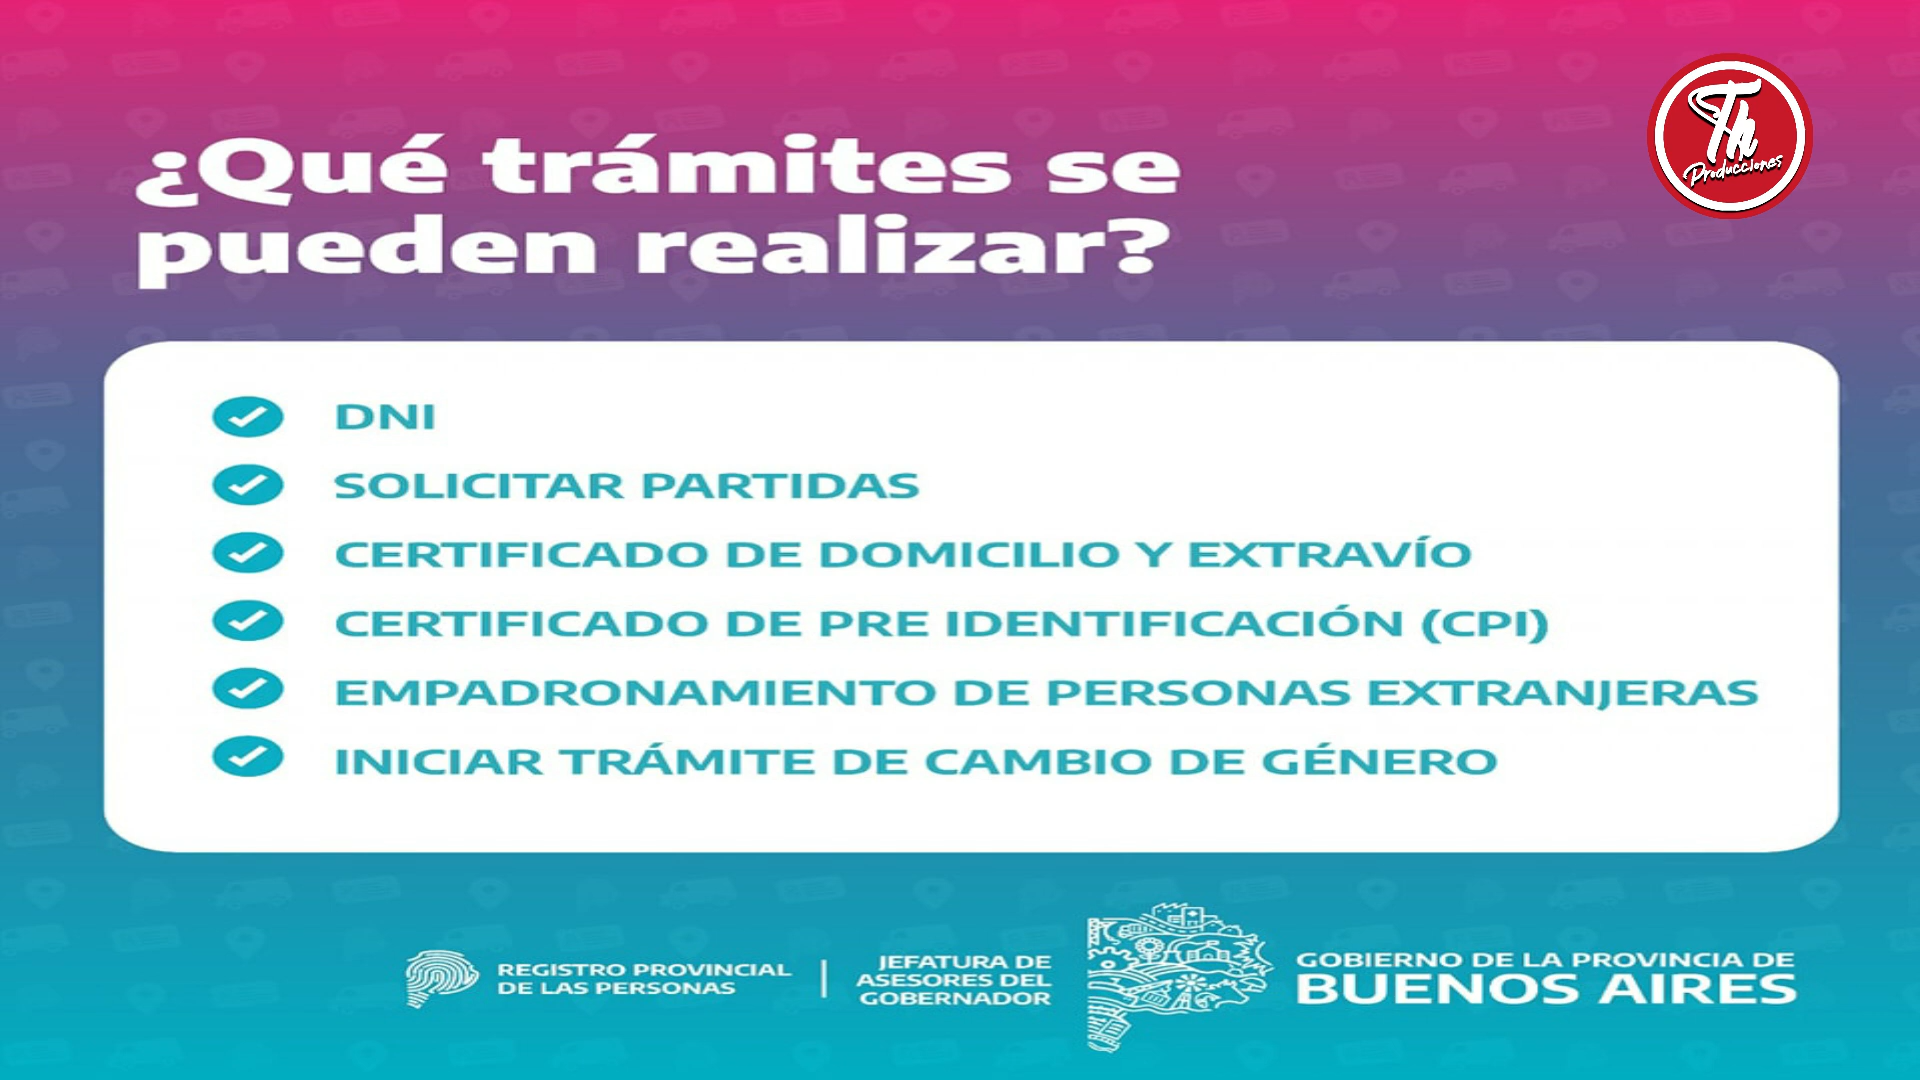 Th
Producciones
¿Qué trámites se
pueden realizar?
DNI
SOLICITAR PARTIDAS
CERTIFICADO DE DOMICILIO Y EXTRAVÍO
CERTIFICADO DE PRE IDENTIFICACIÓN (CPI)
EMPADRONAMIENTO DE PERSONAS EXTRANJERAS
INICIAR TRÁMITE DE CAMBIO DE GÉNERO
REGISTRO PROVINCIAL
DE LAS PERSONAS
JEFATURA DE
ASESORES DEL
GOBERNADOR
GOBIERNO DE LA PROVINCIA DE
BUENOS AIRES